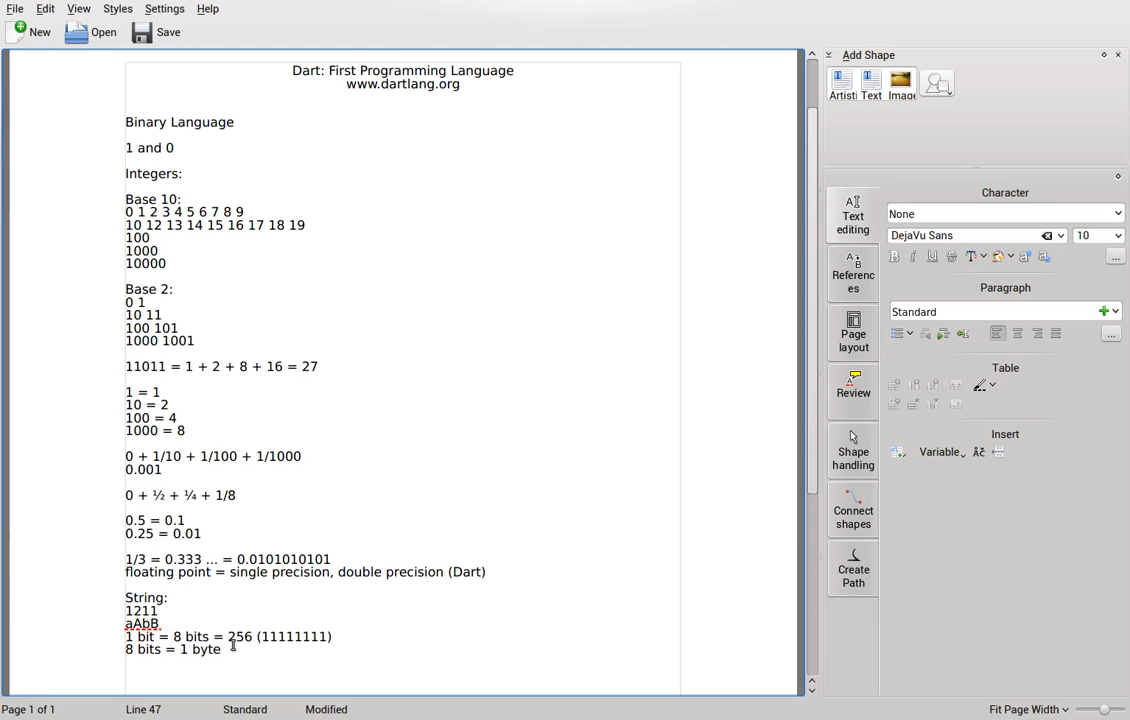 File Edit View Styles Settings Help
New Open Save
Dart: First Programming Language
www.dartlang.org
Binary Language
1 and 0
Integers:
Base 10:
0 1 2 3 4 5 6 7 8 9
10 12 13 14 15 16 17 18 19
100
1000
10000
Base 2:
0 1
10 11
100 101
1000 1001
11011 = 1 + 2 + 8 + 16 = 27
1 = 1
10 = 2
100 = 4
1000 = 8
0 + 1/10 + 1/100 + 1/1000
0.001
0 + ½ + ¼ + 1/8
0.5 = 0.1
0.25 = 0.01
1/3 = 0.333 ... = 0.0101010101
floating point = single precision, double precision (Dart)
String:
1211
aAbB
1 bit = 8 bits = 256 (11111111)
8 bits = 1 byte
Add Shape
Artisti Text Image
Text
editing
Referenc
es
Page
layout
Review
Shape
handling
Connect
shapes
Create
Path
Character
None
DejaVu Sans 10
Paragraph
Standard
Table
Insert
Variable
Page 1 of 1 Line 47 Standard Modified Fit Page Width